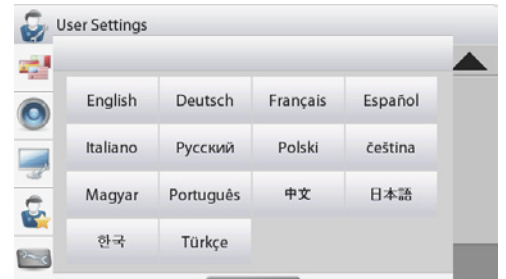 User Settings
English Deutsch Français Español
Italiano Русский Polski čeština
Magyar Português 中文 日本語
한국 Türkçe